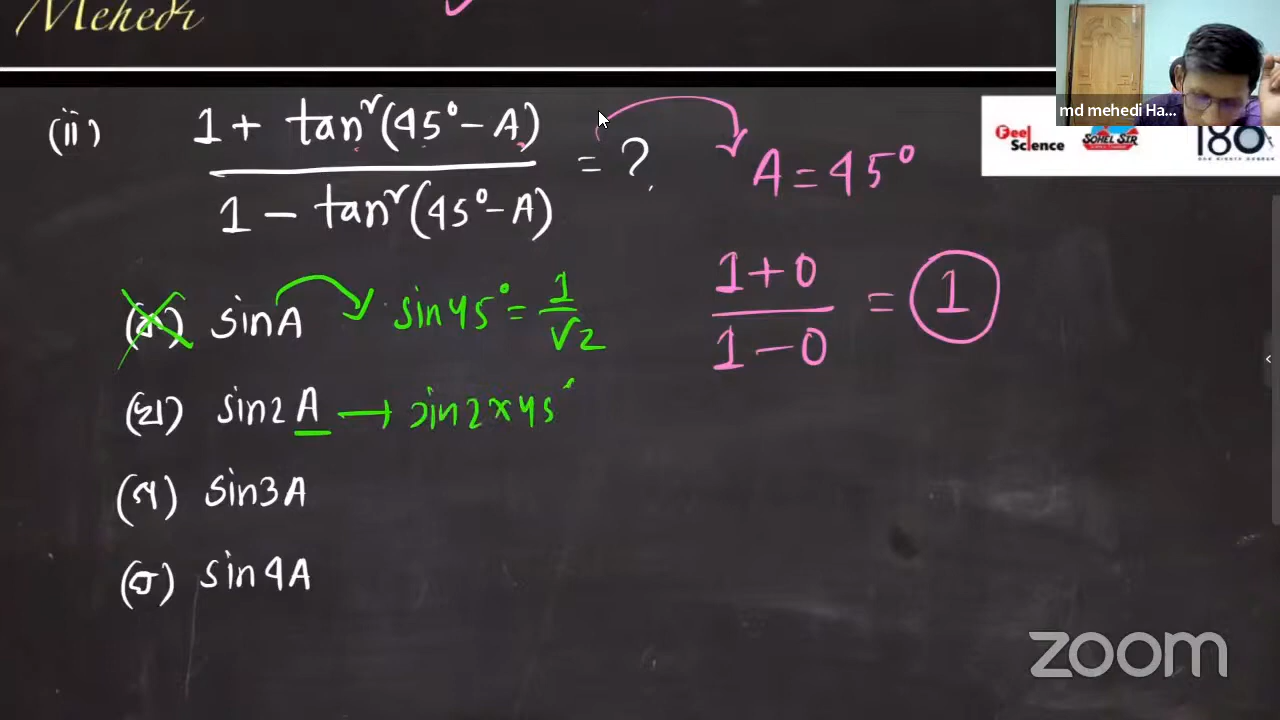 Mehedi
md mehedi Ha...
Feel Science
SOHEL SIR
180°
(ii) 1 + tan²(45° – A) / 1 – tan²(45° – A) = ?
A = 45°
1+0 / 1–0 = 1
(ক) sinA sin45° = 1/√2
(খ) sin2A → sin2×45°
(গ) sin3A
(ঘ) sin4A
zoom